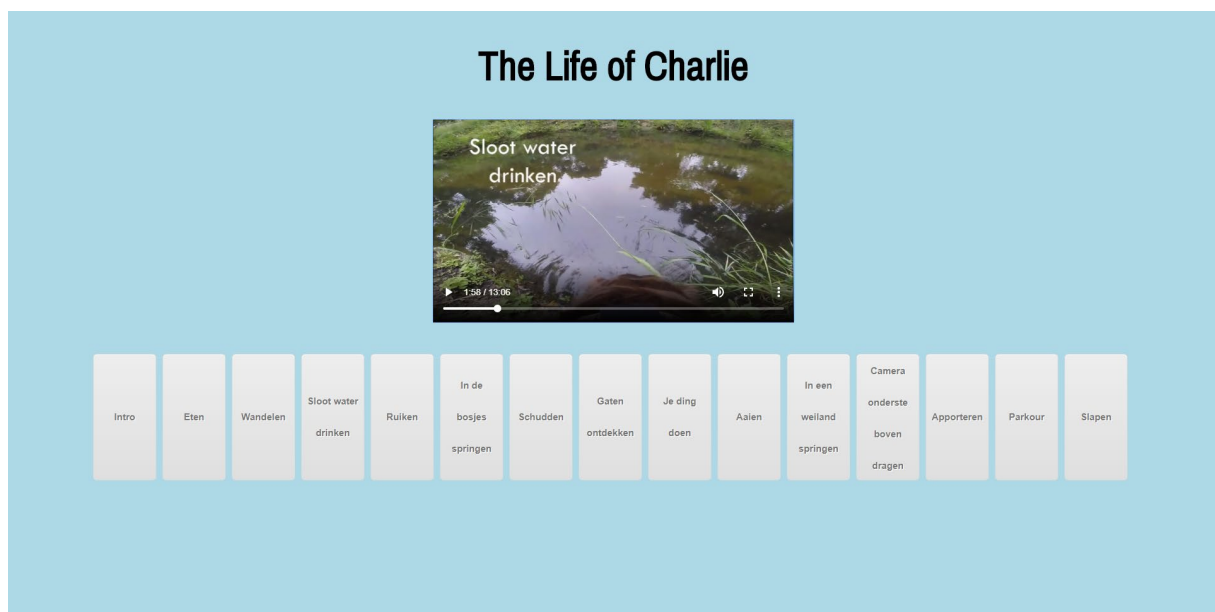 The Life of Charlie
Sloot water
drinken.
1:58 / 13:06
Intro
Eten
Wandelen
Sloot water
drinken
Ruiken
In de
bosjes
springen
Schudden
Gaten
ontdekken
Je ding
doen
Aaien
In een
weiland
springen
Camera
onderste
boven
dragen
Apporteren
Parkour
Slapen